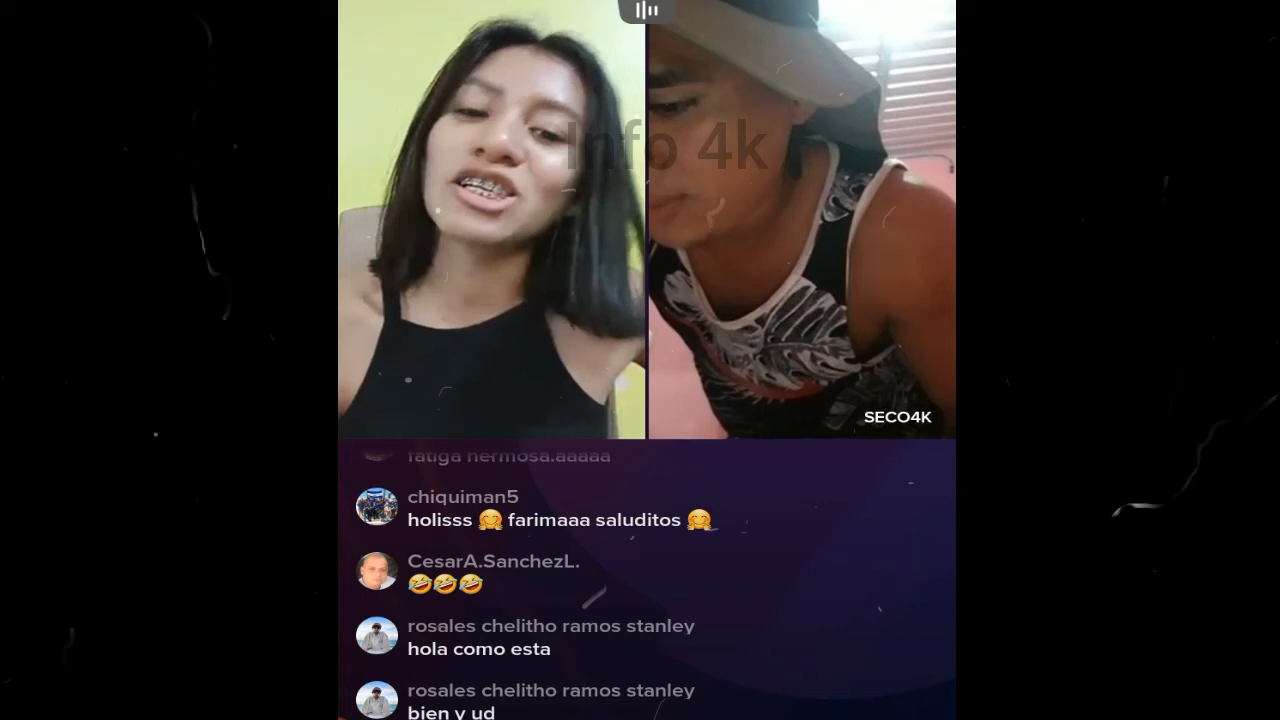 Info 4k
SECO4K
fatiga hermosa.aaaaa
chiquiman5
holisss 🤗 farimaaa saluditos 🤗
CesarA.SanchezL.
🤣🤣🤣
rosales chelitho ramos stanley
hola como esta
rosales chelitho ramos stanley
bien y ud